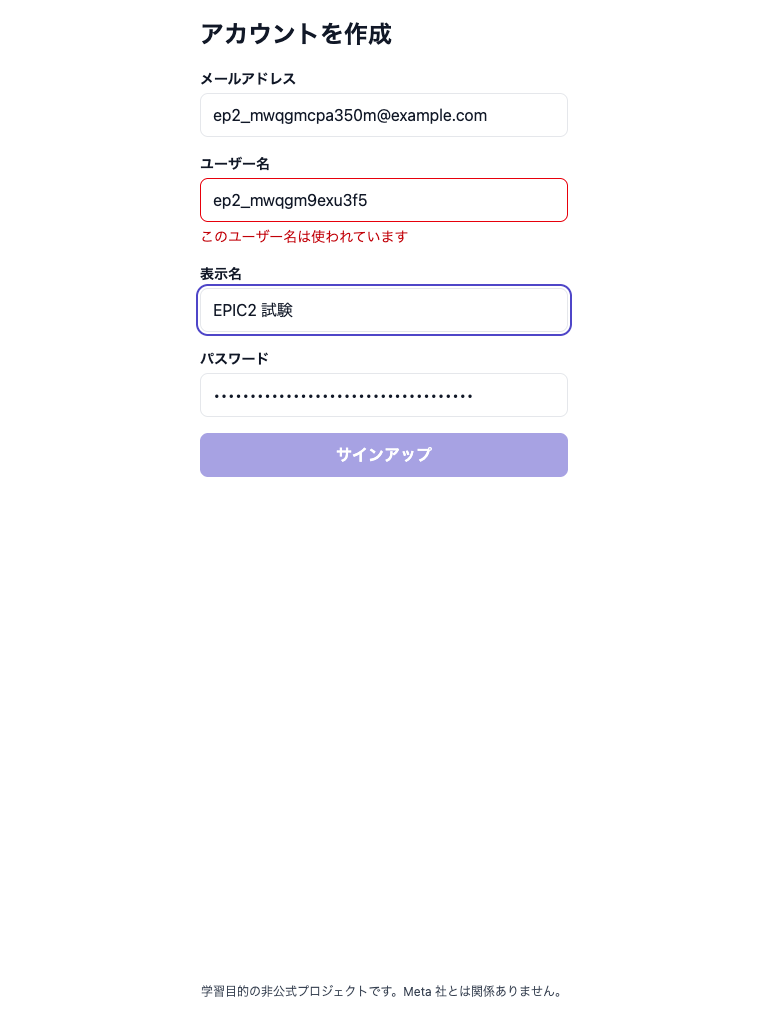 アカウントを作成
メールアドレス
ep2_mwqgmcpa350m@example.com
ユーザー名
ep2_mwqgm9exu3f5
このユーザー名は使われています
表示名
EPIC2 試験
パスワード
••••••••••••••••••••••••••••••••••••
サインアップ
学習目的の非公式プロジェクトです。Meta 社とは関係ありません。